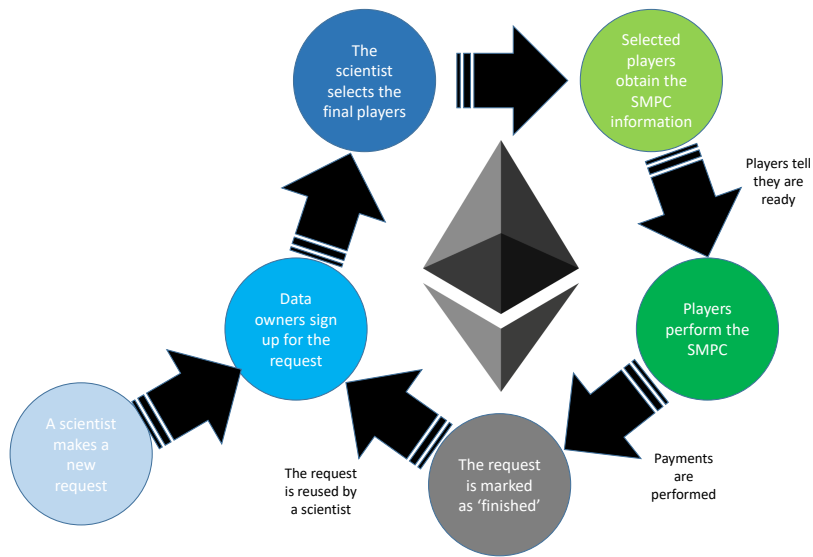 The
scientist
selects the
final players
Selected
players
obtain the
SMPC
information
Players tell
they are
ready
Data
owners sign
up for the
request
Players
perform the
SMPC
A scientist
makes a
new
request
The request
is reused by
a scientist
The request
is marked
as ‘finished’
Payments
are
performed